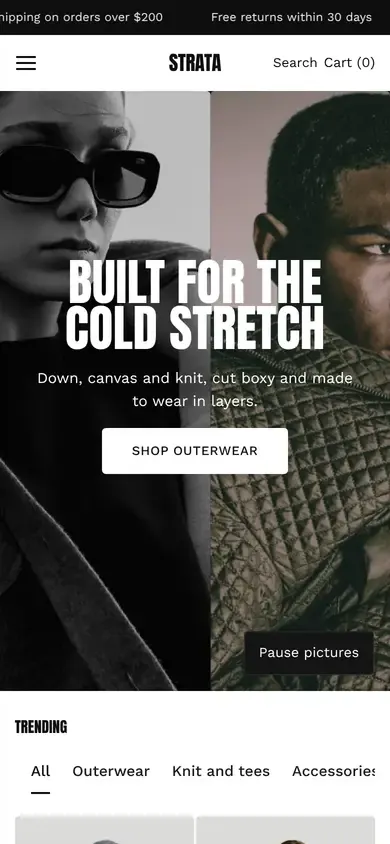 shipping on orders over $200 Free returns within 30 days
STRATA
Search Cart (0)
BUILT FOR THE
COLD STRETCH
Down, canvas and knit, cut boxy and made
to wear in layers.
SHOP OUTERWEAR
Pause pictures
TRENDING
All Outerwear Knit and tees Accessories